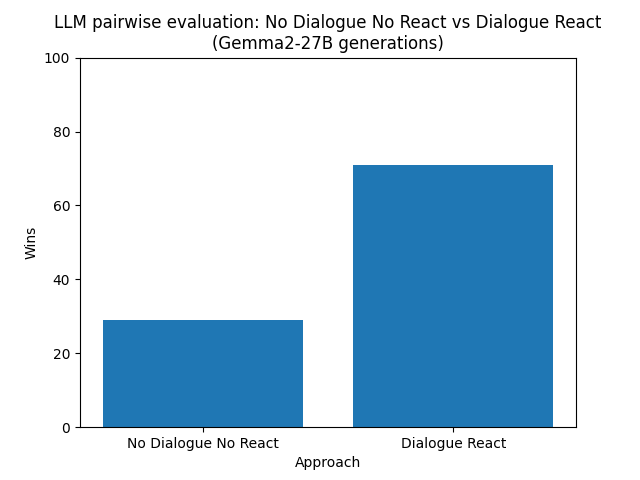 LLM pairwise evaluation: No Dialogue No React vs Dialogue React
(Gemma2-27B generations)
100
80
60
40
20
0
Wins
No Dialogue No React
Dialogue React
Approach